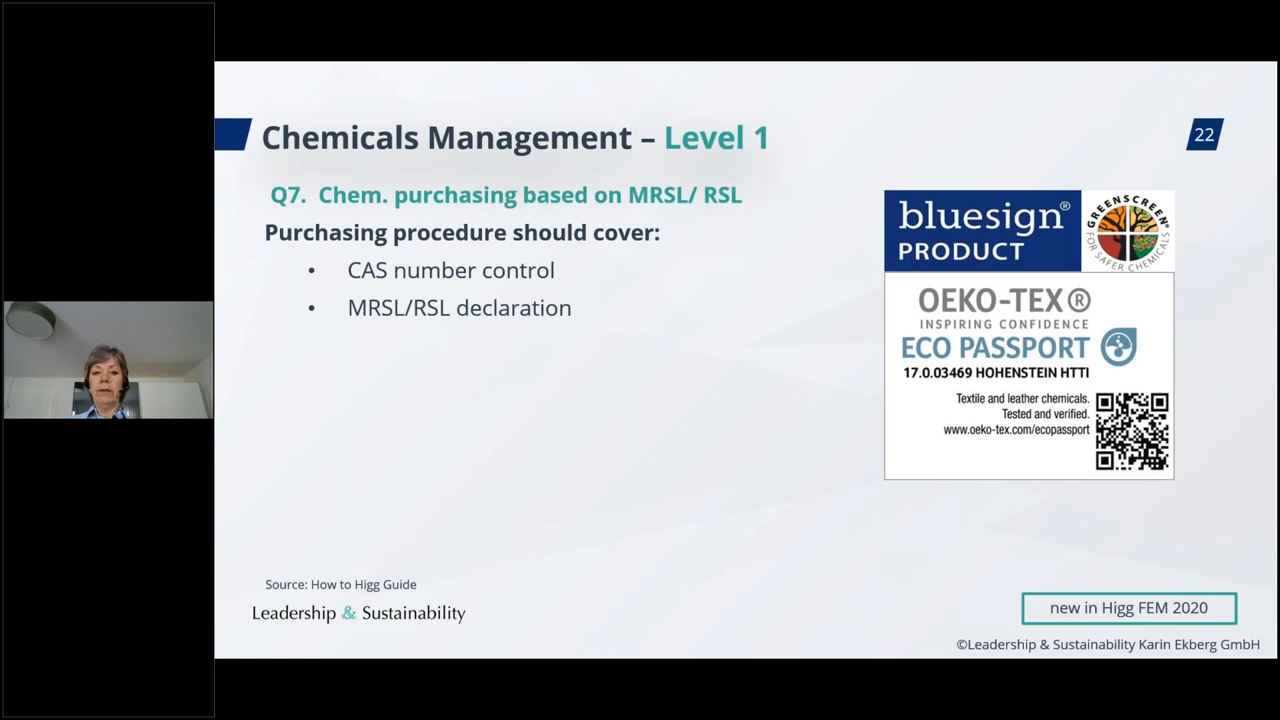 Chemicals Management – Level 1
22
Q7. Chem. purchasing based on MRSL/ RSL
Purchasing procedure should cover:
• CAS number control
• MRSL/RSL declaration
bluesign®
PRODUCT
GREENSCREEN®
FOR SAFER CHEMICALS
OEKO-TEX®
INSPIRING CONFIDENCE
ECO PASSPORT
17.0.03469 HOHENSTEIN HTTI
Textile and leather chemicals.
Tested and verified.
www.oeko-tex.com/ecopassport
Source: How to Higg Guide
Leadership & Sustainability
new in Higg FEM 2020
©Leadership & Sustainability Karin Ekberg GmbH